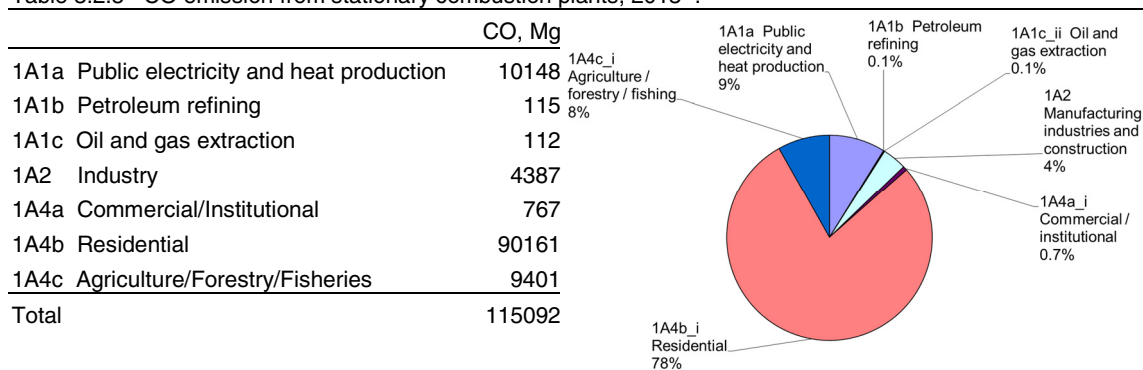 CO, Mg
1A1a Public electricity and heat production 10148
1A1b Petroleum refining 115
1A1c Oil and gas extraction 112
1A2 Industry 4387
1A4a Commercial/Institutional 767
1A4b Residential 90161
1A4c Agriculture/Forestry/Fisheries 9401
Total 115092
1A4c_i
Agriculture /
forestry / fishing
8%
1A1a Public
electricity and
heat production
9%
1A1b Petroleum
refining
0.1%
1A1c_ii Oil and
gas extraction
0.1%
1A2
Manufacturing
industries and
construction
4%
1A4a_i
Commercial /
institutional
0.7%
1A4b_i
Residential
78%